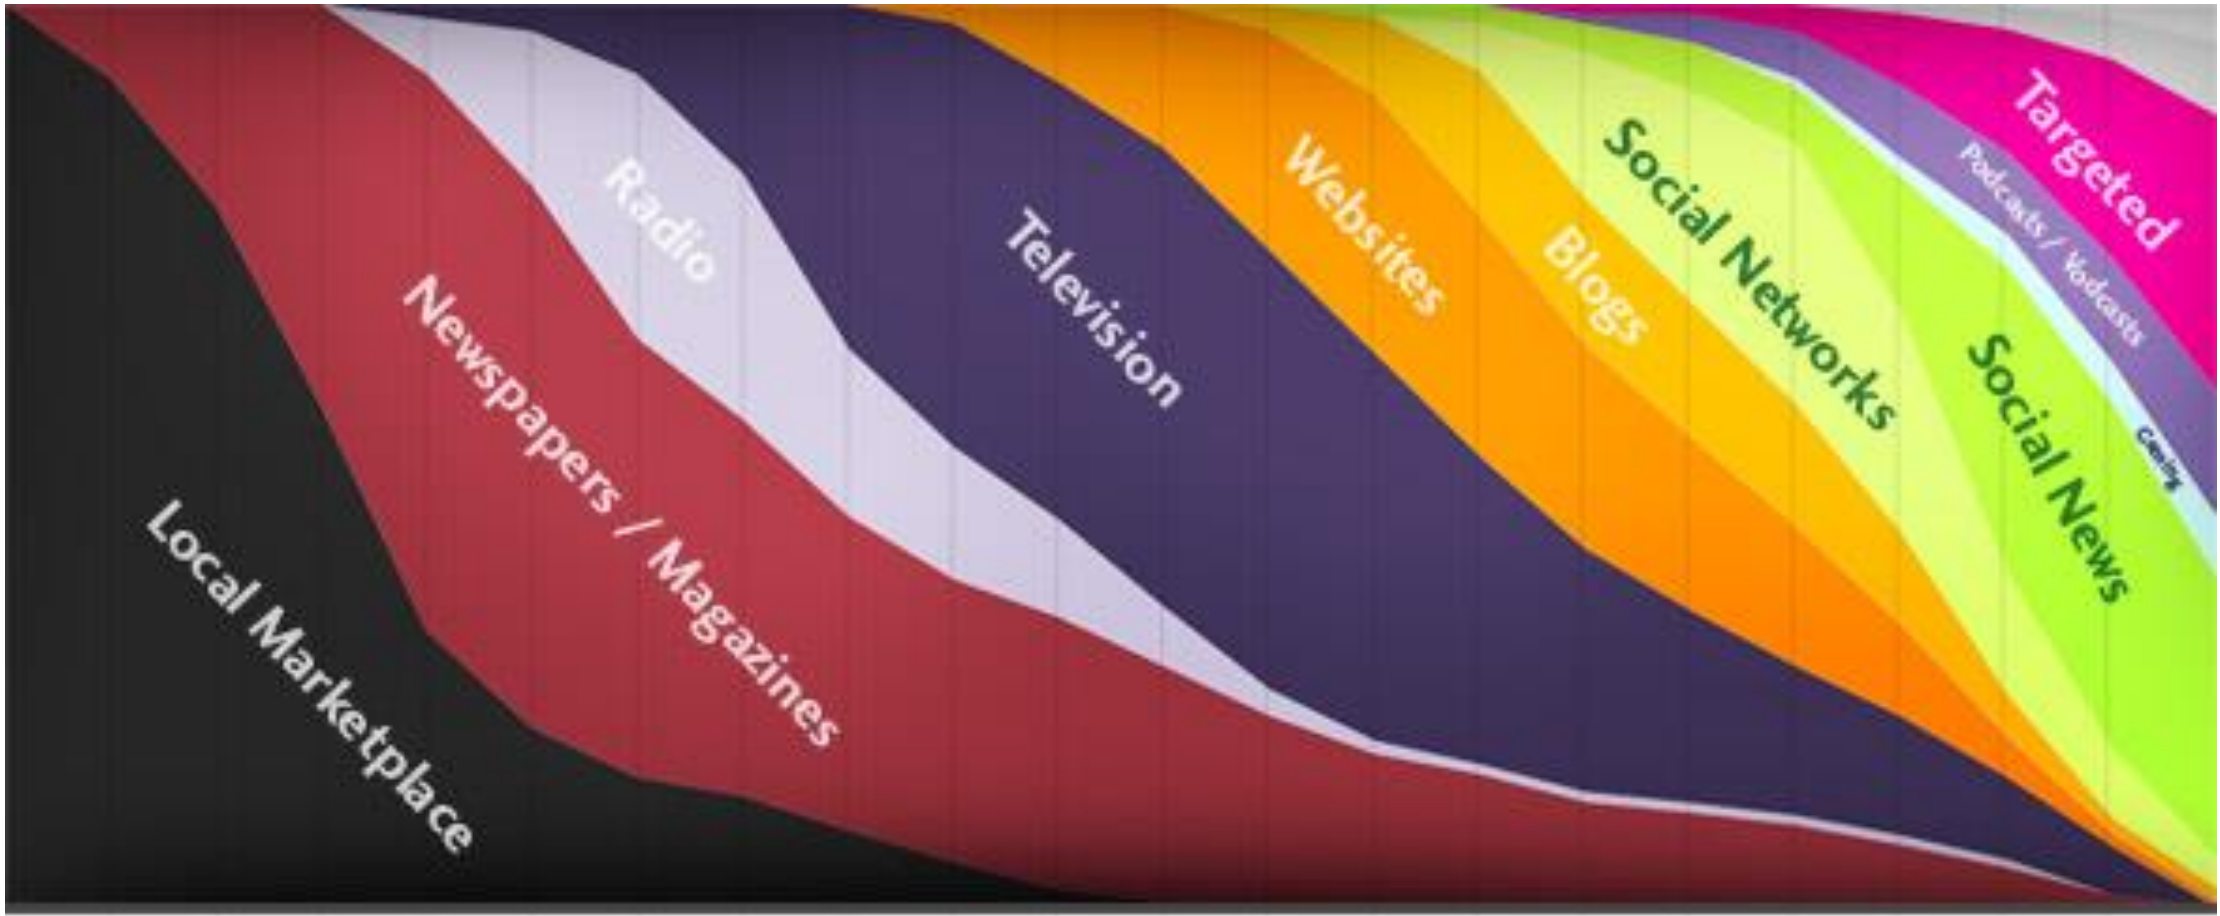 Local Marketplace
Newspapers / Magazines
Radio
Television
Websites
Blogs
Social Networks
Social News
Podcasts / Vodcasts
Targeted